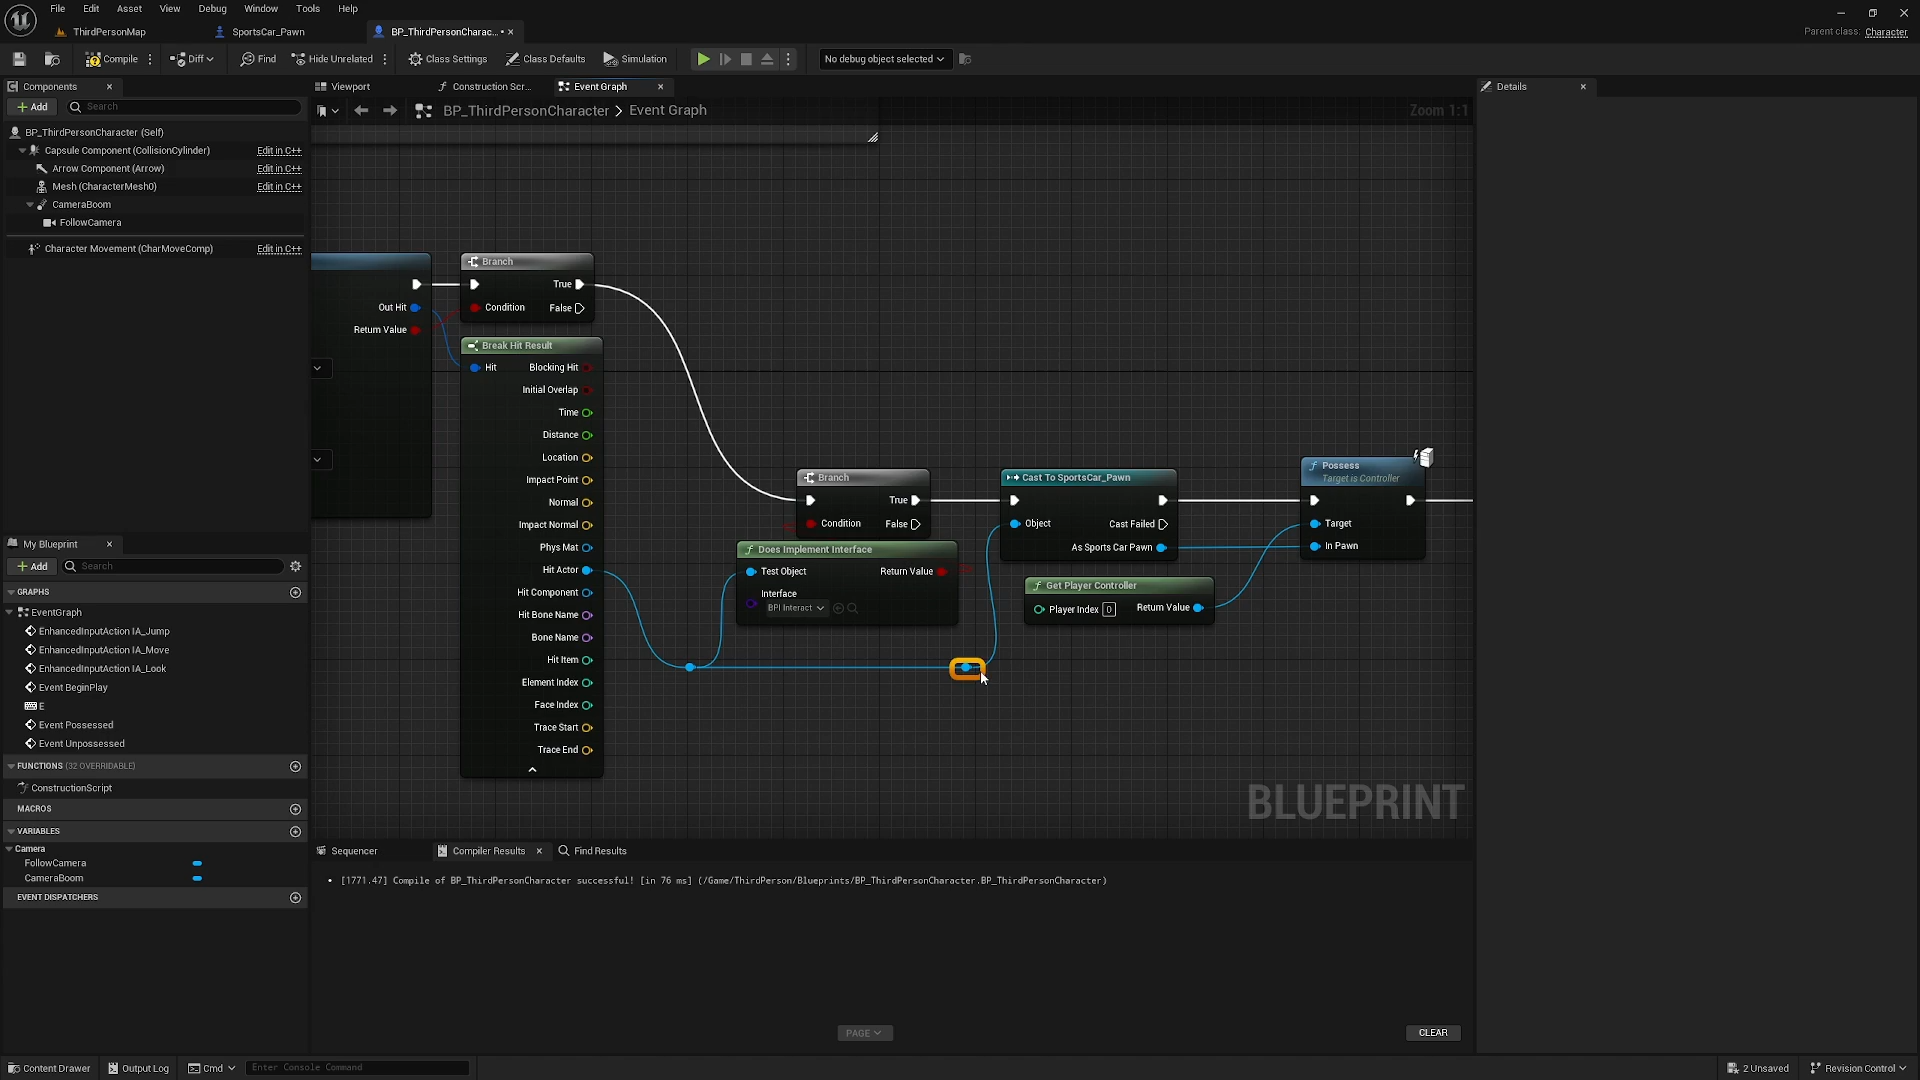 File Edit Asset View Debug Window Tools Help
ThirdPersonMap SportsCar_Pawn BP_ThirdPersonCharac... •
Parent class: Character
Compile Diff Find Hide Unrelated Class Settings Class Defaults Simulation No debug object selected
Components Viewport Construction Scr... Event Graph Details
Add Search
BP_ThirdPersonCharacter > Event Graph Zoom 1:1
BP_ThirdPersonCharacter (Self)
Capsule Component (CollisionCylinder) Edit in C++
Arrow Component (Arrow) Edit in C++
Mesh (CharacterMesh0) Edit in C++
CameraBoom
FollowCamera
Character Movement (CharMoveComp) Edit in C++
Out Hit
Return Value
Branch
True
Condition False
Break Hit Result
Hit Blocking Hit
Initial Overlap
Time
Distance
Location
Impact Point
Normal
Impact Normal
Phys Mat
Hit Actor
Hit Component
Hit Bone Name
Bone Name
Hit Item
Element Index
Face Index
Trace Start
Trace End
Branch
True
Condition False
Does Implement Interface
Test Object Return Value
Interface
BPI Interact
Cast To SportsCar_Pawn
Object Cast Failed
As Sports Car Pawn
Get Player Controller
Player Index 0 Return Value
Possess
Target is Controller
Target
In Pawn
BLUEPRINT
My Blueprint
Add Search
GRAPHS
EventGraph
EnhancedInputAction IA_Jump
EnhancedInputAction IA_Move
EnhancedInputAction IA_Look
Event BeginPlay
E
Event Possessed
Event Unpossessed
FUNCTIONS (32 OVERRIDABLE)
ConstructionScript
MACROS
VARIABLES
Camera
FollowCamera
CameraBoom
EVENT DISPATCHERS
Sequencer Compiler Results Find Results
• [1771.47] Compile of BP_ThirdPersonCharacter successful! [in 76 ms] (/Game/ThirdPerson/Blueprints/BP_ThirdPersonCharacter.BP_ThirdPersonCharacter)
PAGE CLEAR
Content Drawer Output Log Cmd Enter Console Command 2 Unsaved Revision Control